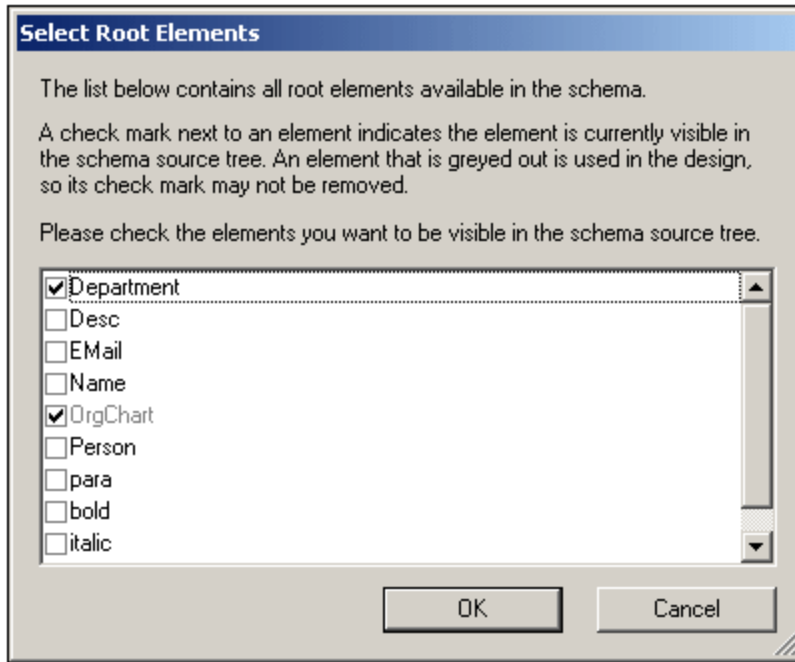 Select Root Elements
The list below contains all root elements available in the schema.
A check mark next to an element indicates the element is currently visible in
the schema source tree. An element that is greyed out is used in the design,
so its check mark may not be removed.
Please check the elements you want to be visible in the schema source tree.
Department
Desc
EMail
Name
OrgChart
Person
para
bold
italic
OK
Cancel